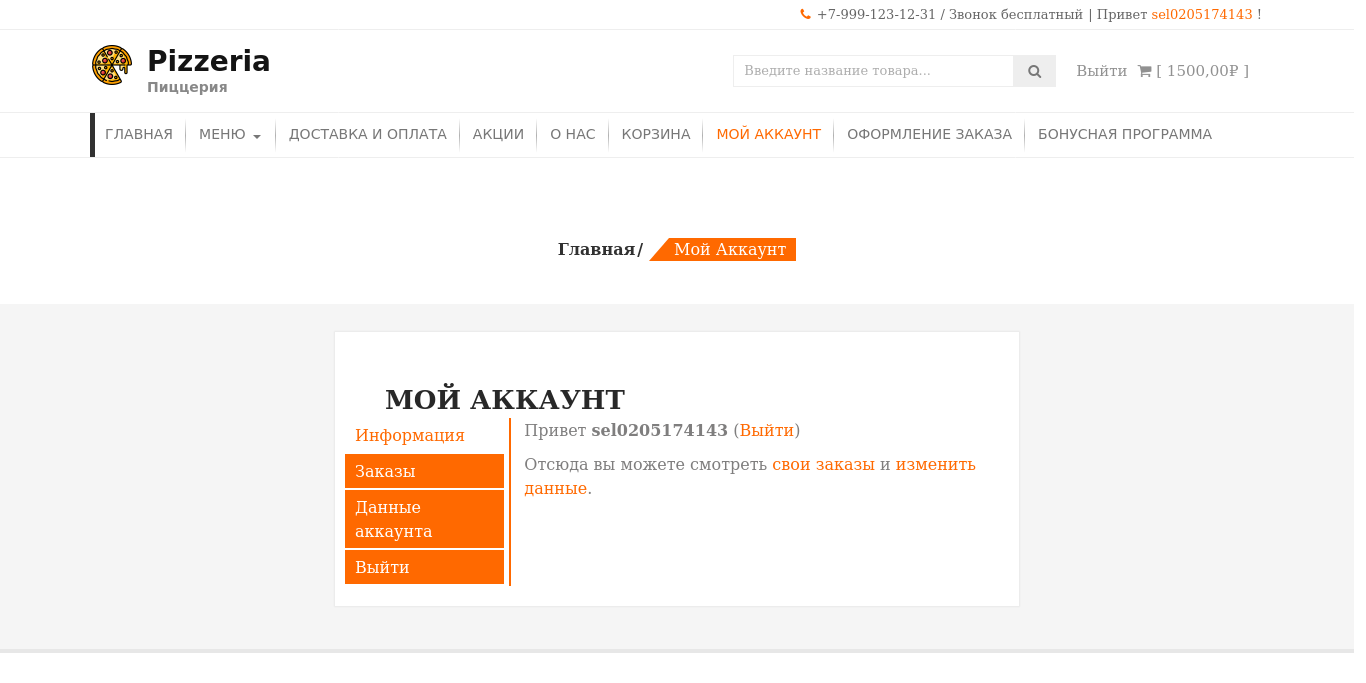 +7-999-123-12-31 / Звонок бесплатный | Привет sel0205174143 !
Pizzeria
Пиццерия
Введите название товара...
Выйти [ 1500,00₽ ]
ГЛАВНАЯ МЕНЮ ДОСТАВКА И ОПЛАТА АКЦИИ О НАС КОРЗИНА МОЙ АККАУНТ ОФОРМЛЕНИЕ ЗАКАЗА БОНУСНАЯ ПРОГРАММА
Главная/ Мой Аккаунт
МОЙ АККАУНТ
Информация
Заказы
Данные
аккаунта
Выйти
Привет sel0205174143 (Выйти)
Отсюда вы можете смотреть свои заказы и изменить
данные.